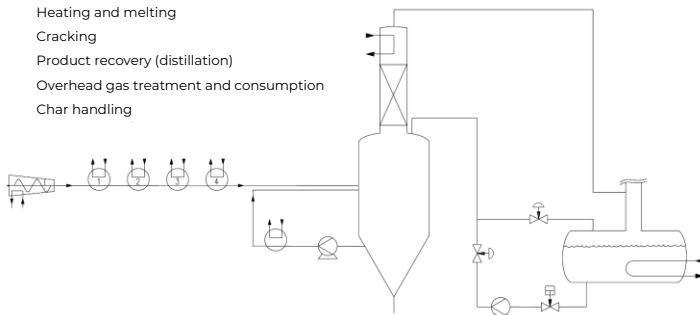 Heating and melting
Cracking
Product recovery (distillation)
Overhead gas treatment and consumption
Char handling
1 2 3 4